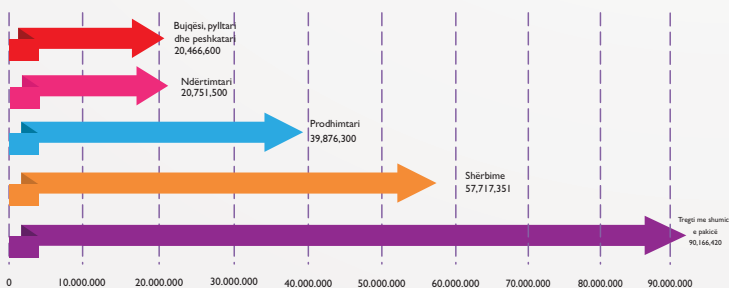 Bujqësi, pylltari
dhe peshkatari
20,466,600
Ndërtimtari
20,751,500
Prodhimtari
39,876,300
Shërbime
57,717,351
Tregti me shumic
e pakicë
90,166,420
0 10.000.000 20.000.000 30.000.000 40.000.000 50.000.000 60.000.000 70.000.000 80.000.000 90.000.000